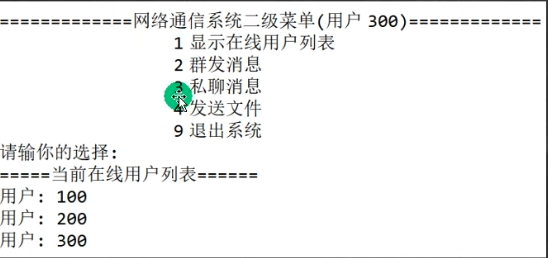 =============网络通信系统二级菜单(用户 300)=============
1 显示在线用户列表
2 群发消息
3 私聊消息
4 发送文件
9 退出系统
请输你的选择:
=====当前在线用户列表======
用户: 100
用户: 200
用户: 300